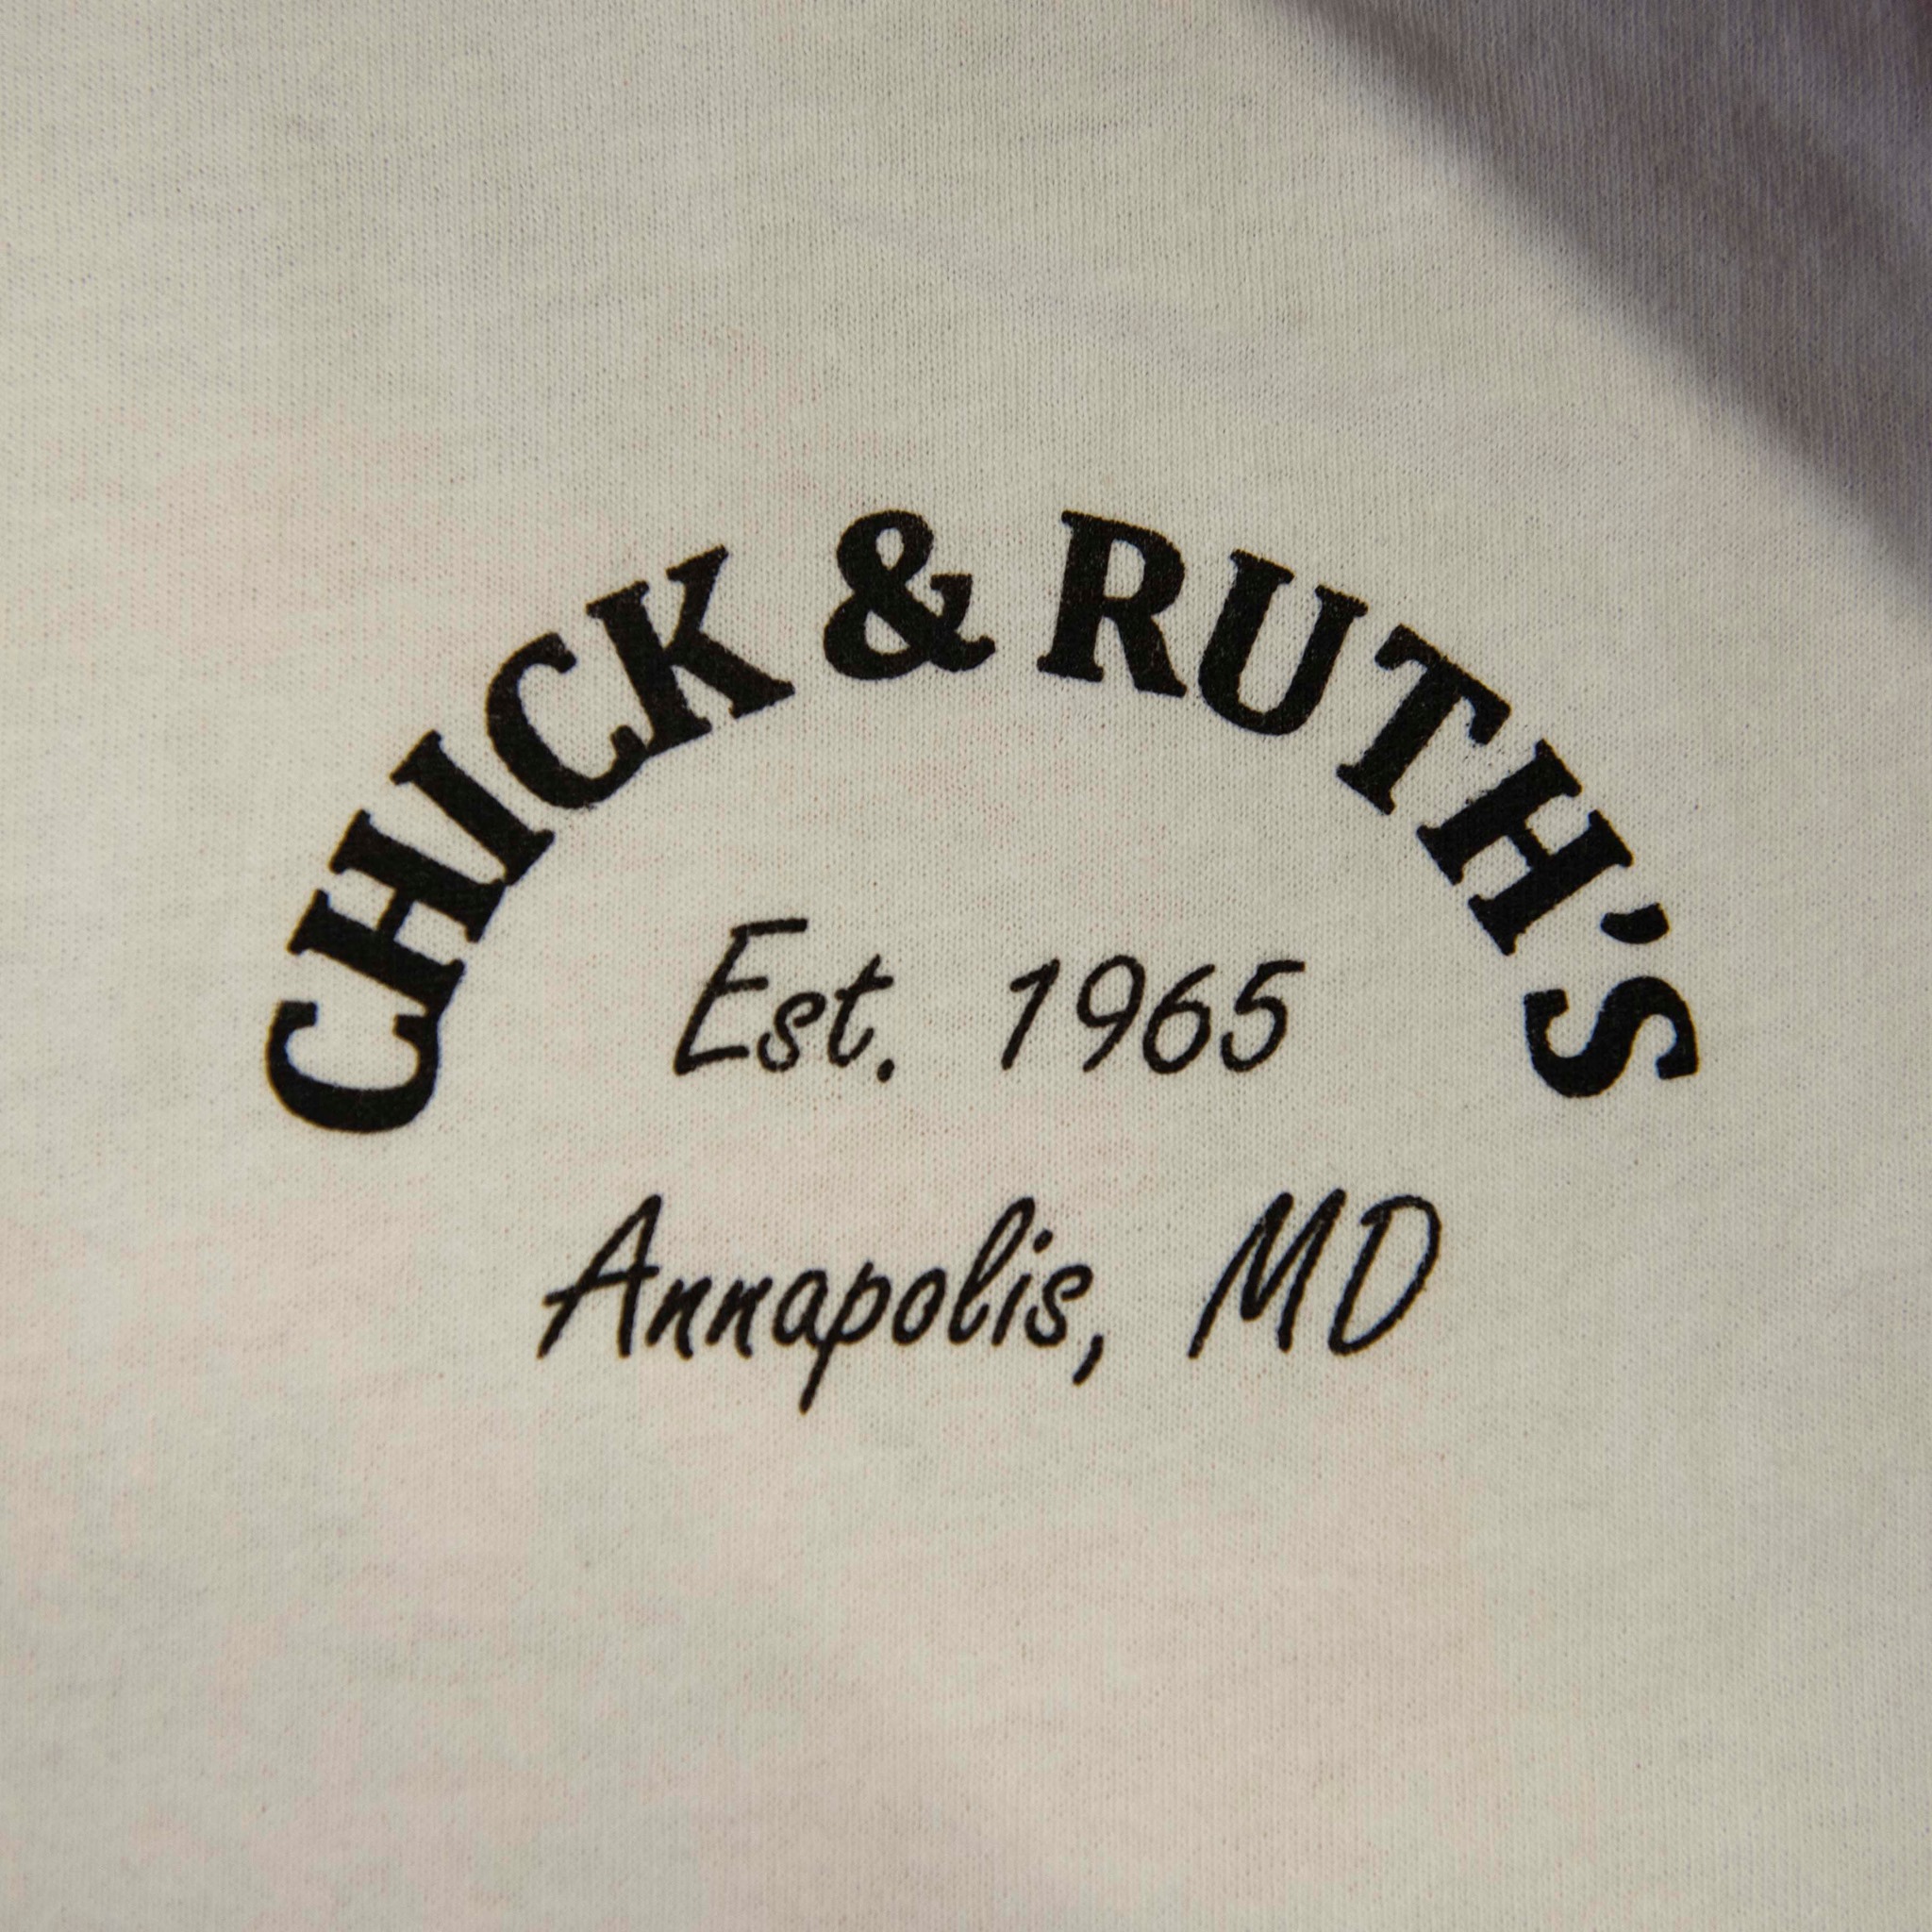 CHICK & RUTH'S
Est. 1965
Annapolis, MD